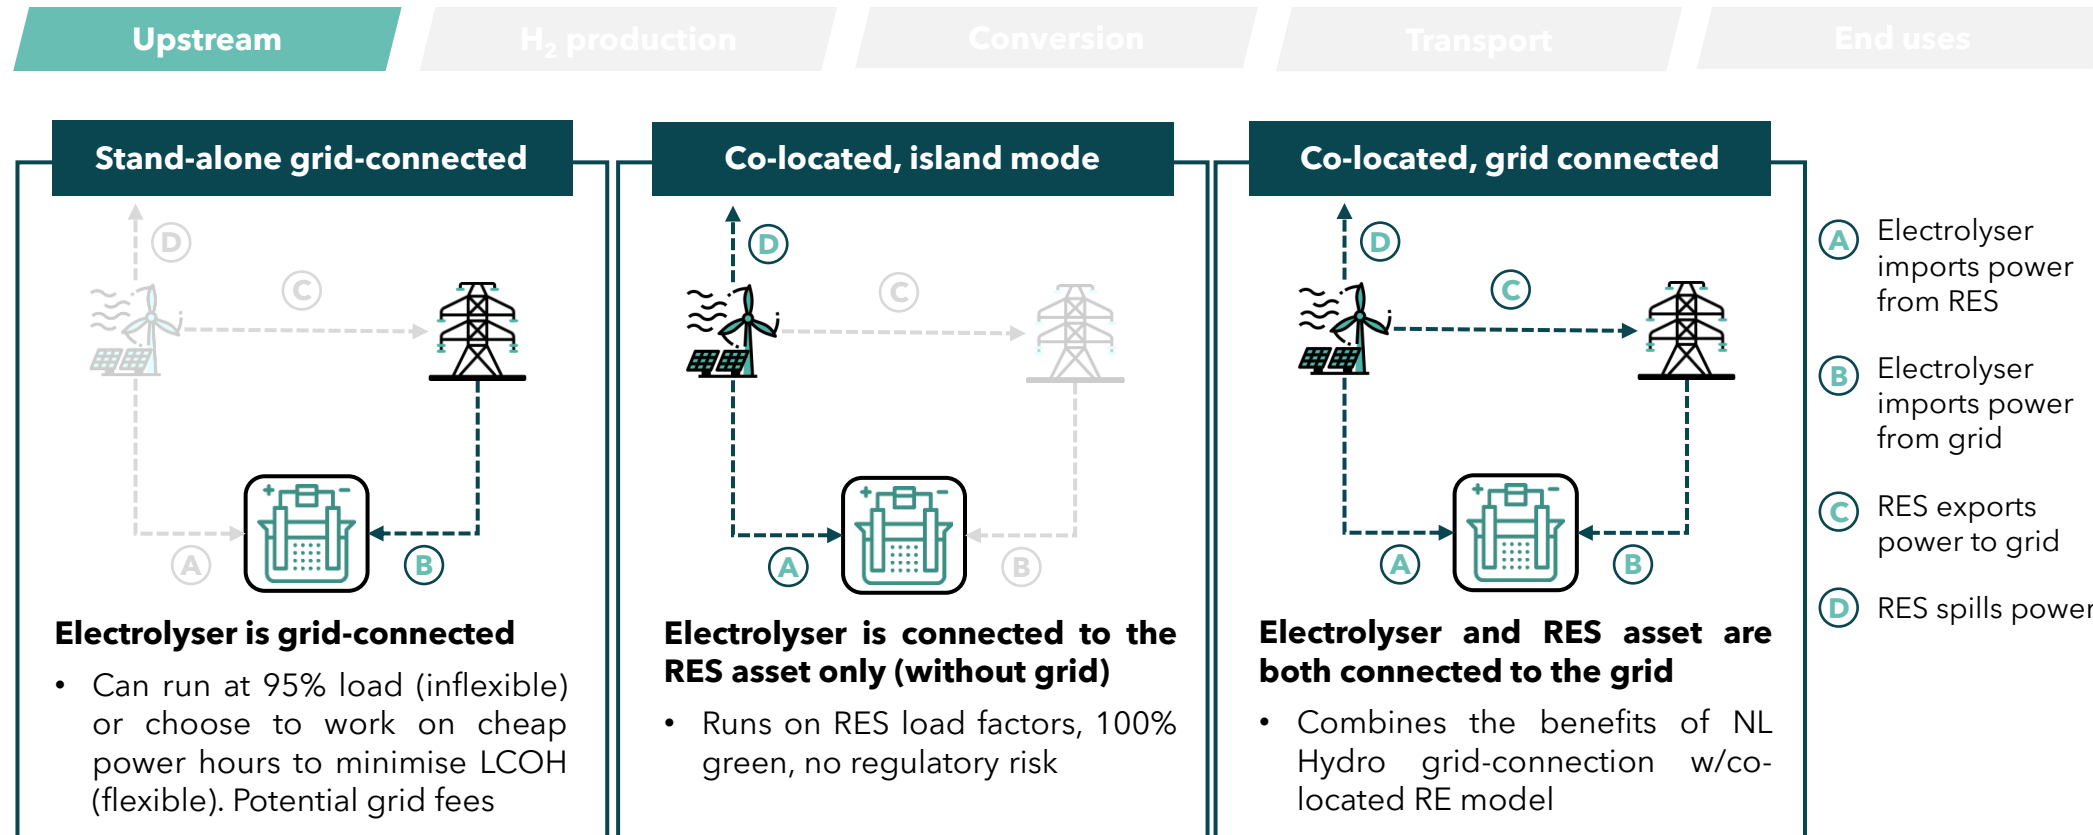 Upstream
H₂ production
Conversion
Transport
End uses
Stand-alone grid-connected
D
C
A
B
Electrolyser is grid-connected
• Can run at 95% load (inflexible)
or choose to work on cheap
power hours to minimise LCOH
(flexible). Potential grid fees
Co-located, island mode
D
C
A
B
Electrolyser is connected to the
RES asset only (without grid)
• Runs on RES load factors, 100%
green, no regulatory risk
Co-located, grid connected
D
C
A
B
Electrolyser and RES asset are
both connected to the grid
• Combines the benefits of NL
Hydro grid-connection w/co-
located RE model
A Electrolyser
imports power
from RES
B Electrolyser
imports power
from grid
C RES exports
power to grid
D RES spills power